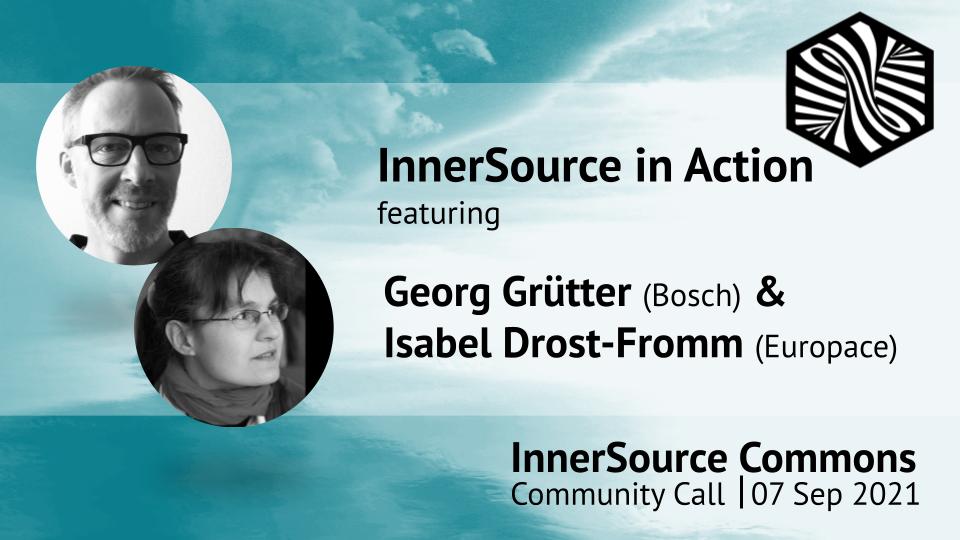 InnerSource in Action
featuring
Georg Grütter (Bosch) &
Isabel Drost-Fromm (Europace)
InnerSource Commons
Community Call | 07 Sep 2021